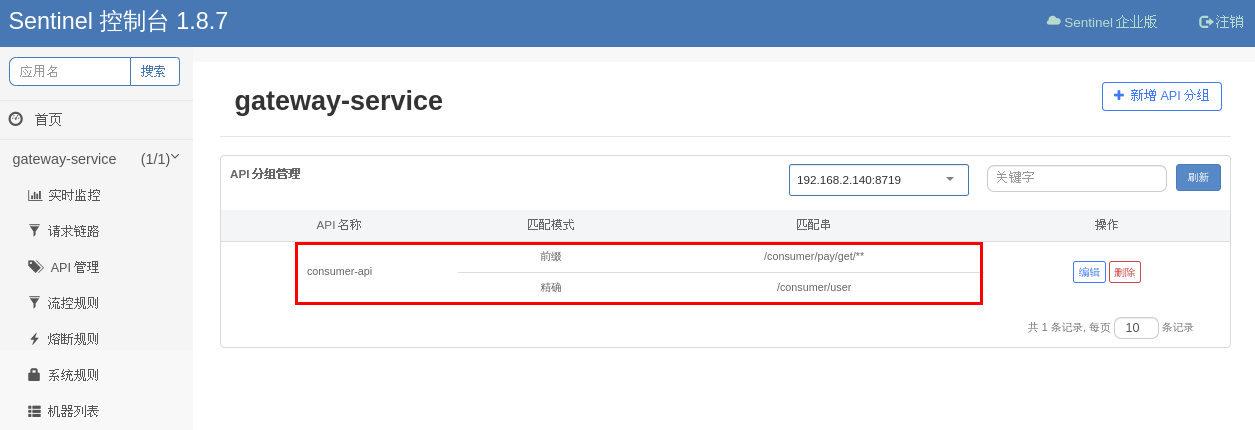 Sentinel 控制台 1.8.7
Sentinel 企业版
注销
应用名
搜索
首页
gateway-service (1/1)
实时监控
请求链路
API 管理
流控规则
熔断规则
系统规则
机器列表
gateway-service
新增 API 分组
API 分组管理
192.168.2.140:8719
关键字
刷新
API 名称 匹配模式 匹配串 操作
前缀 /consumer/pay/get/**
consumer-api 编辑 删除
精确 /consumer/user
共 1 条记录, 每页 10 条记录